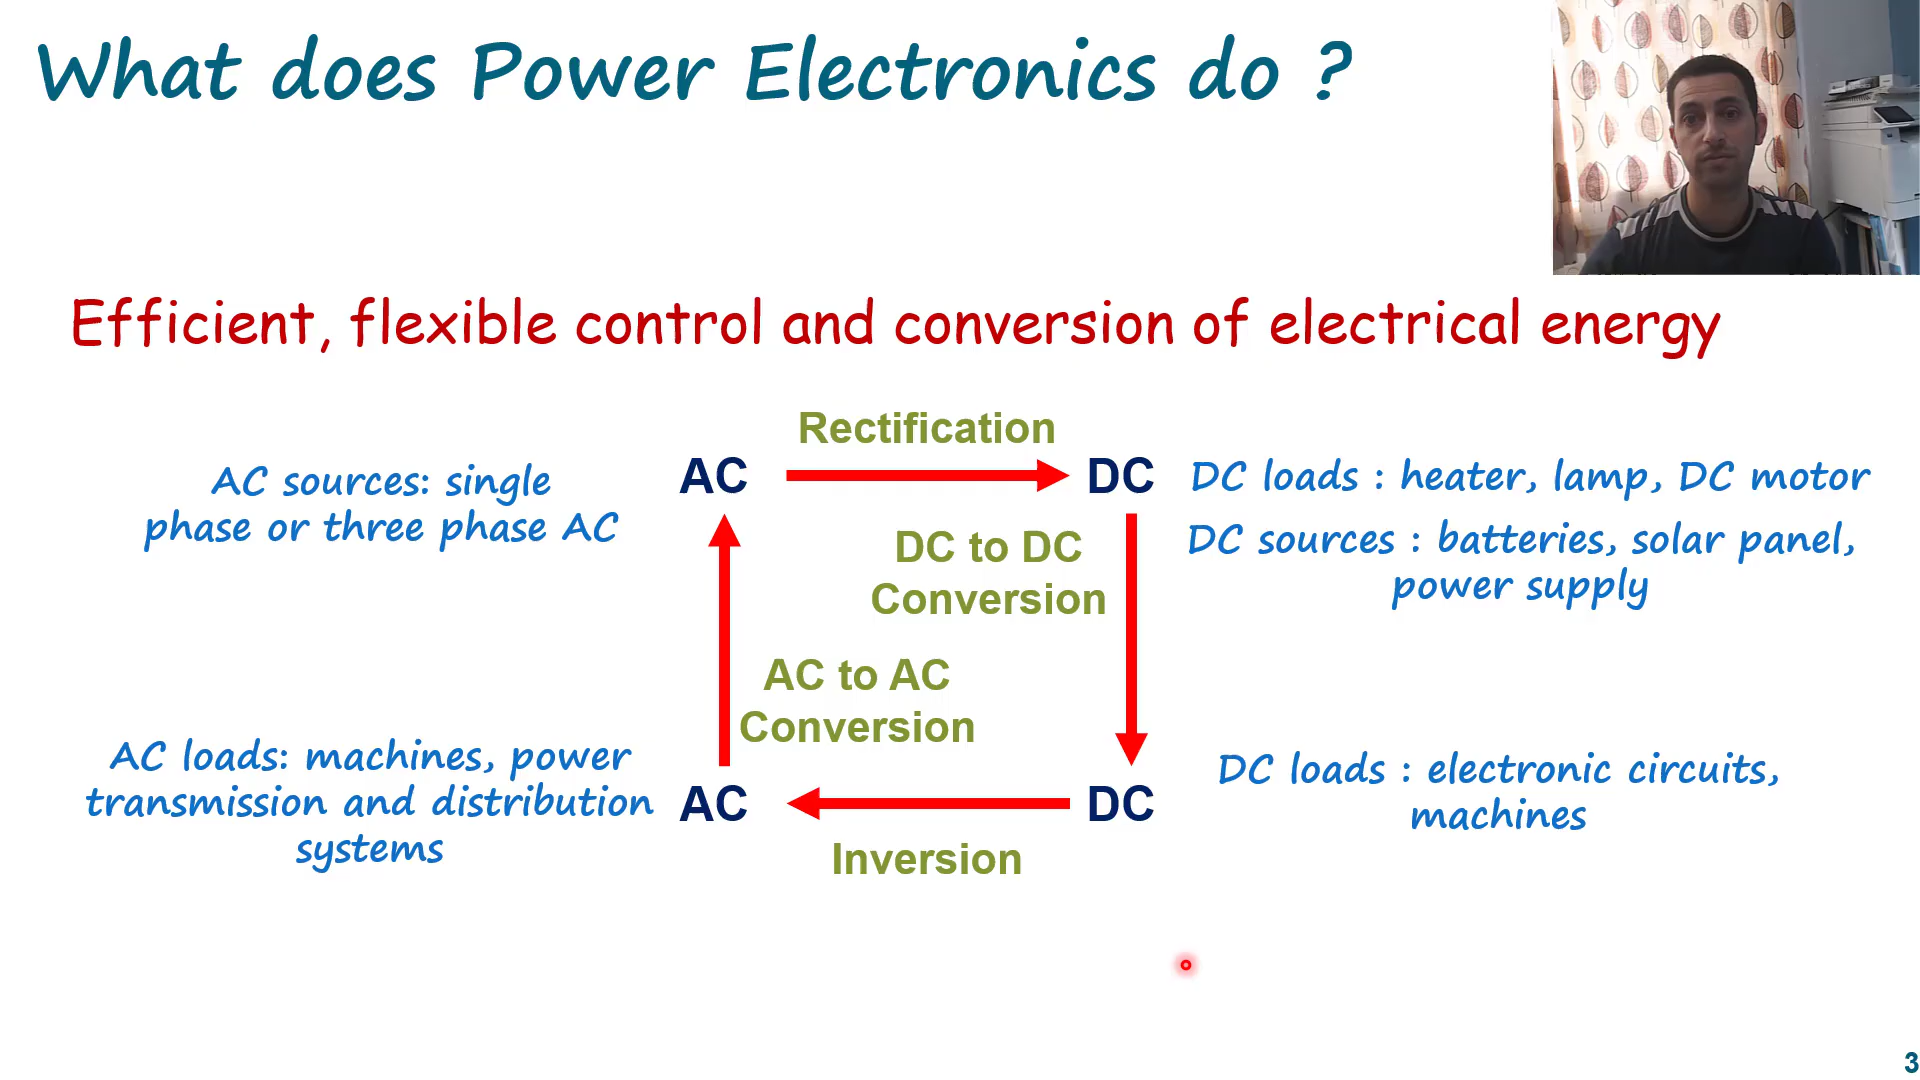 What does Power Electronics do ?
Efficient, flexible control and conversion of electrical energy
Rectification
AC sources: single
phase or three phase AC
AC
DC
DC loads : heater, lamp, DC motor
DC sources : batteries, solar panel,
power supply
DC to DC
Conversion
AC to AC
Conversion
AC loads: machines, power
transmission and distribution
systems
AC
DC
DC loads : electronic circuits,
machines
Inversion
3